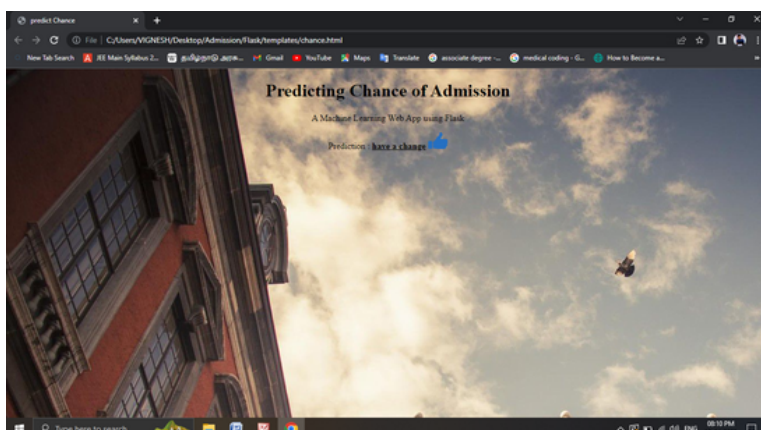 predict Chance
File | C:/Users/VIGNESH/Desktop/Admission/Flask/templates/chance.html
New Tab Search JEE Main Syllabus 2... Gmail YouTube Maps Translate associate degree -... medical coding - G... How to Become a...
Predicting Chance of Admission
A Machine Learning Web App using Flask
Prediction : have a change
Type here to search ENG 08:10 PM